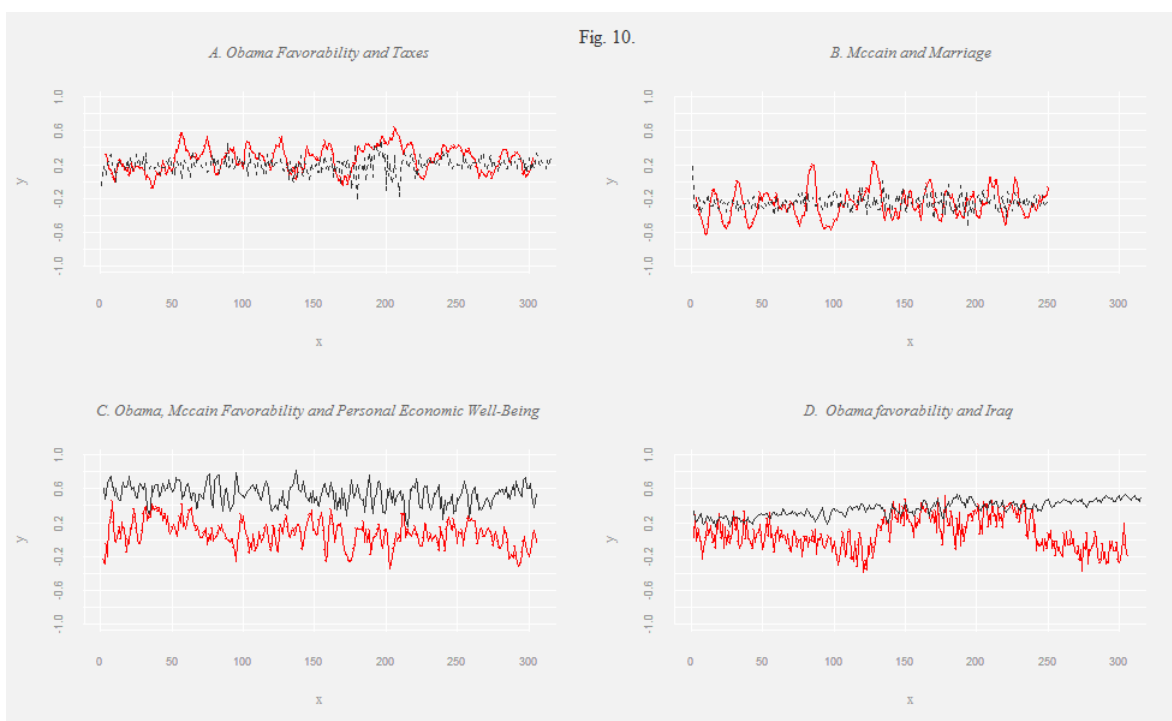 Fig. 10.
A. Obama Favorability and Taxes
y
1.0
0.6
0.2
-0.2
-0.6
-1.0
0 50 100 150 200 250 300
x
B. Mccain and Marriage
y
1.0
0.6
0.2
-0.2
-0.6
-1.0
0 50 100 150 200 250 300
x
C. Obama, Mccain Favorability and Personal Economic Well-Being
y
1.0
0.6
0.2
-0.2
-0.6
-1.0
0 50 100 150 200 250 300
x
D. Obama favorability and Iraq
y
1.0
0.6
0.2
-0.2
-0.6
-1.0
0 50 100 150 200 250 300
x